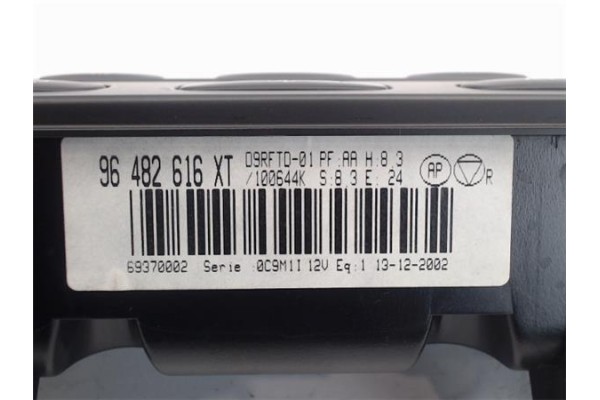 96 482 616 XT D9RFTD-01 PF:AA H:8,3
/100644K S:8,3 E: 24
AP R
69370002 Serie :0C9M1I 12V Eq:1 13-12-2002